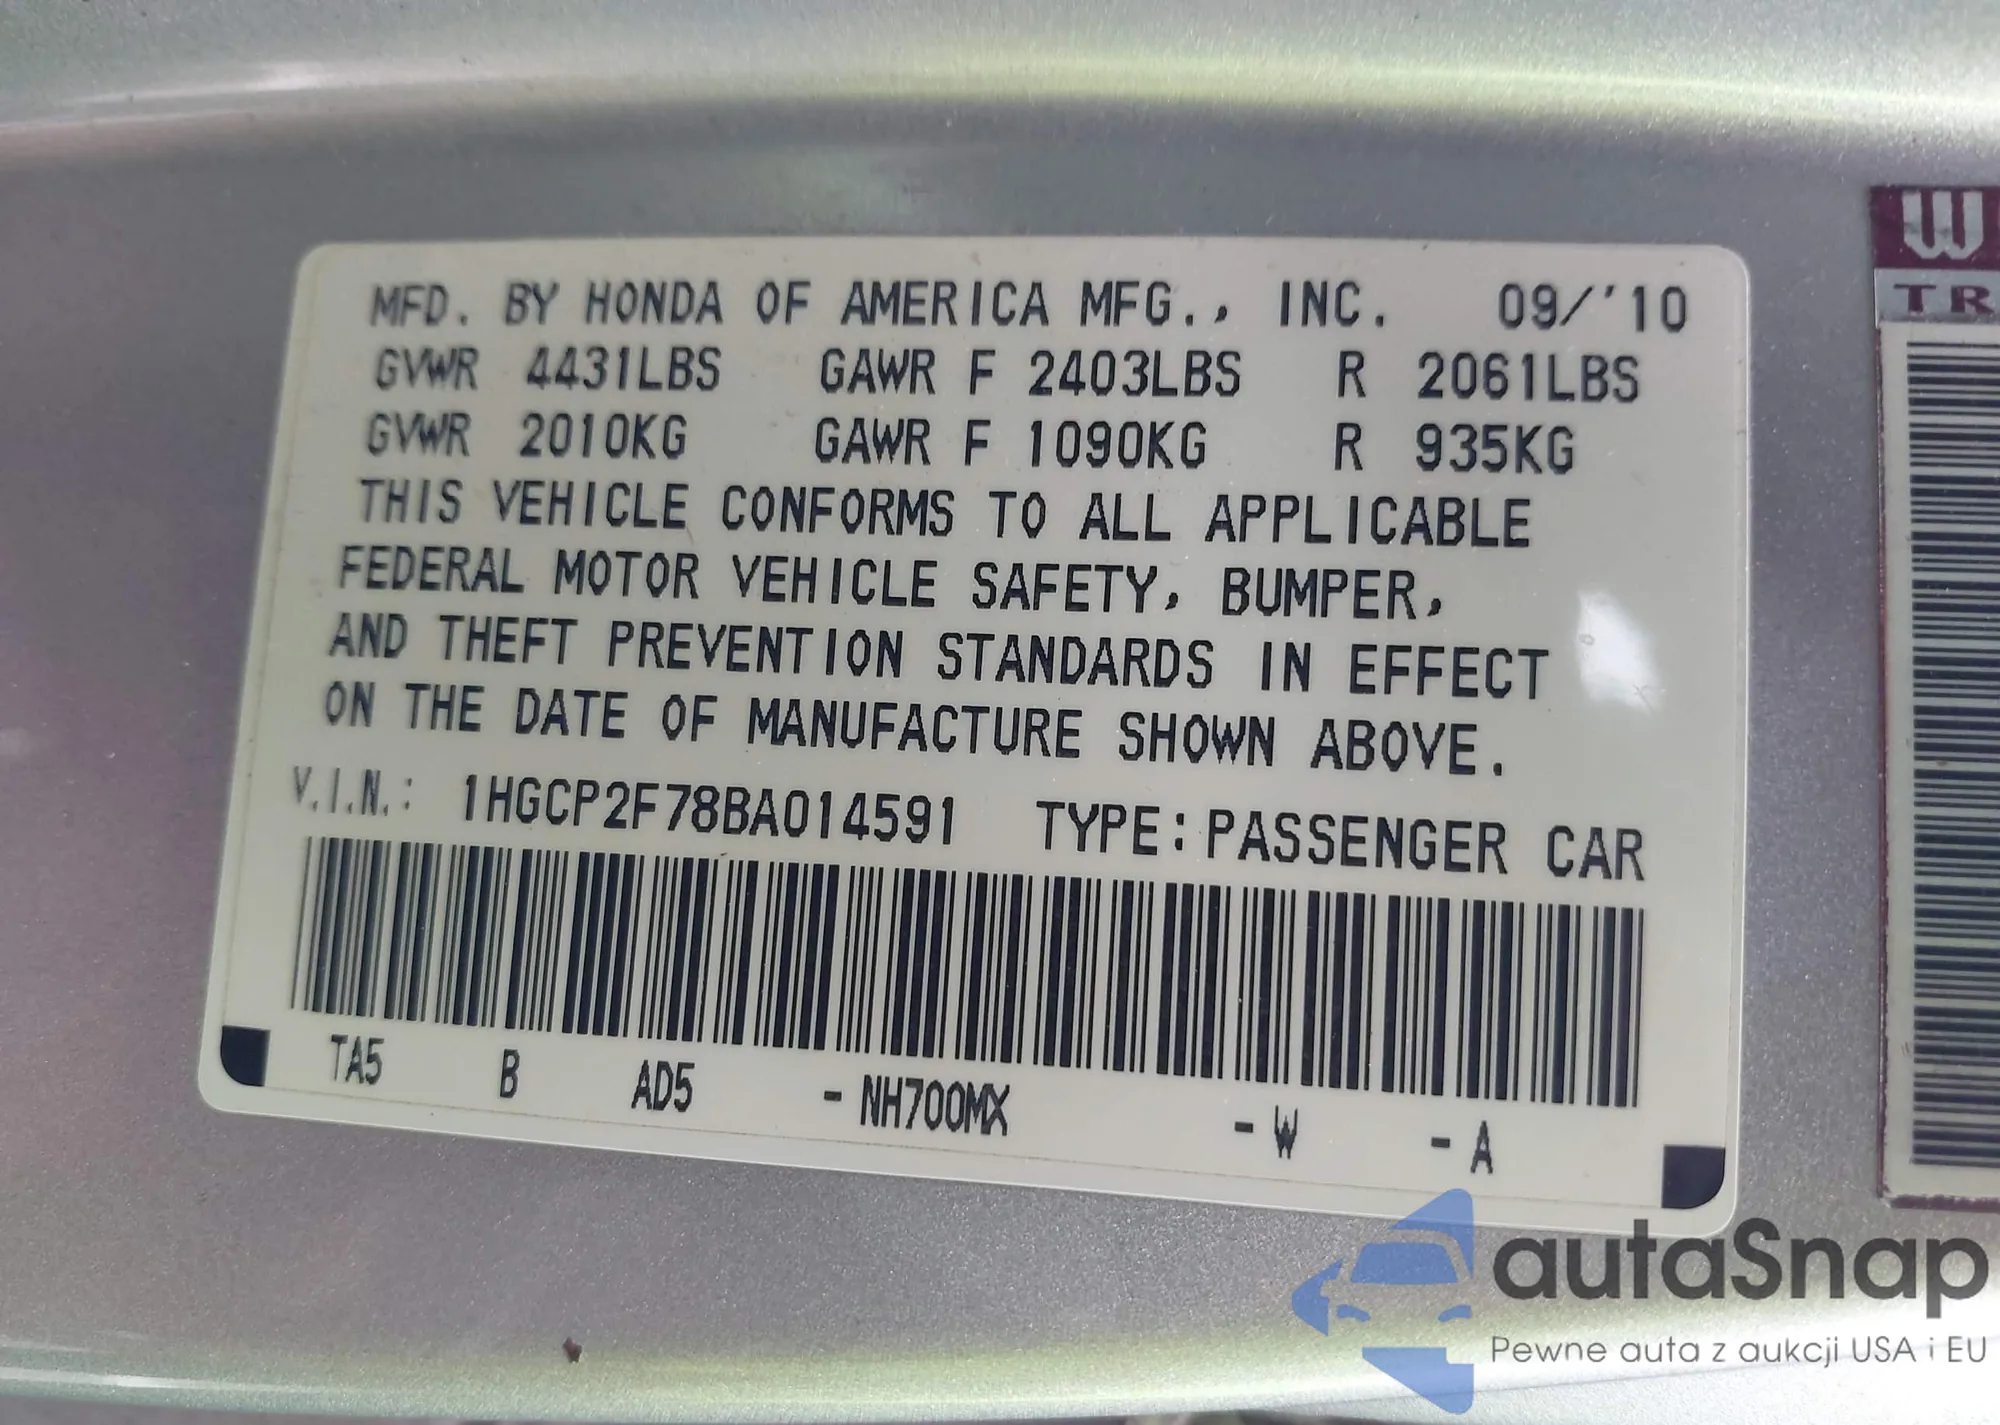 MFD. BY HONDA OF AMERICA MFG., INC. 09/'10
GVWR 4431LBS GAWR F 2403LBS R 2061LBS
GVWR 2010KG GAWR F 1090KG R 935KG
THIS VEHICLE CONFORMS TO ALL APPLICABLE
FEDERAL MOTOR VEHICLE SAFETY, BUMPER,
AND THEFT PREVENTION STANDARDS IN EFFECT
ON THE DATE OF MANUFACTURE SHOWN ABOVE.
V.I.N.: 1HGCP2F78BA014591 TYPE:PASSENGER CAR
TA5 B AD5 -NH700MX -W -A
W
TR
autaSnap
Pewne auta z aukcji USA i EU